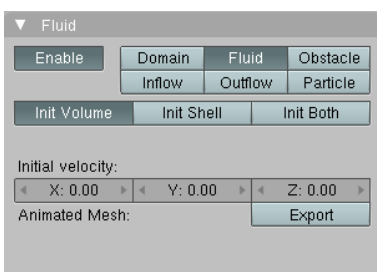 Fluid
Enable Domain Fluid Obstacle
Inflow Outflow Particle
Init Volume Init Shell Init Both
Initial velocity:
X: 0.00 Y: 0.00 Z: 0.00
Animated Mesh: Export